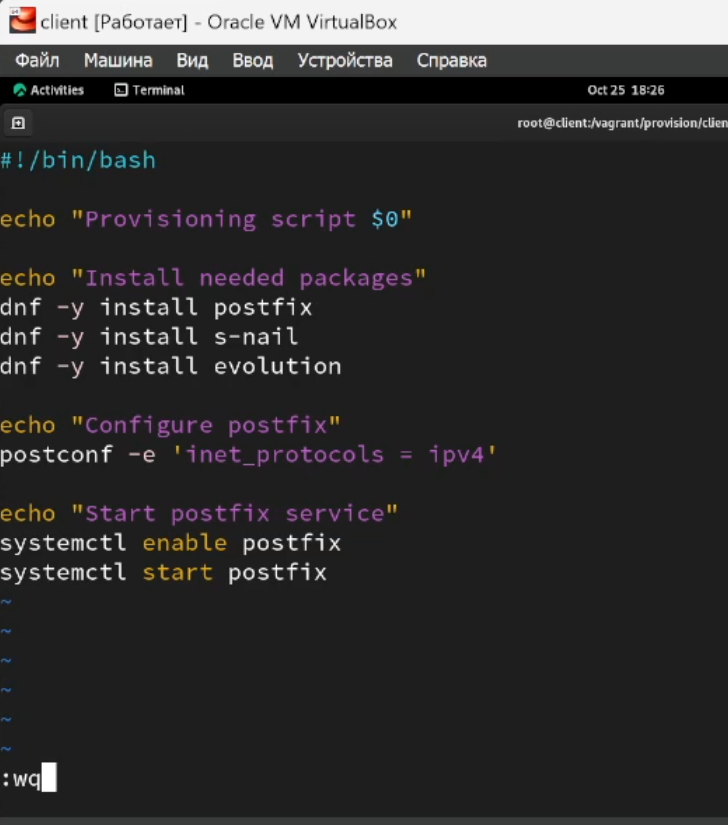 client [Работает] - Oracle VM VirtualBox
Файл Машина Вид Ввод Устройства Справка
Activities Terminal Oct 25 18:26
root@client:/vagrant/provision/clien
#!/bin/bash
echo "Provisioning script $0"
echo "Install needed packages"
dnf -y install postfix
dnf -y install s-nail
dnf -y install evolution
echo "Configure postfix"
postconf -e 'inet_protocols = ipv4'
echo "Start postfix service"
systemctl enable postfix
systemctl start postfix
~
~
~
~
~
~
:wq